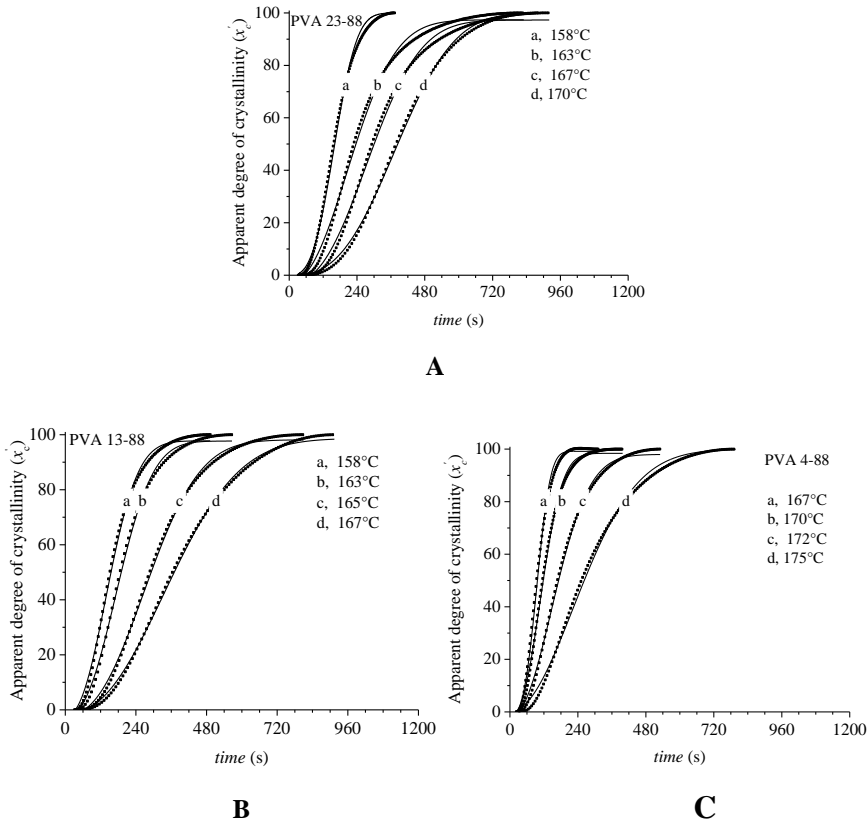 PVA 23-88
a, 158°C
b, 163°C
c, 167°C
d, 170°C
Apparent degree of crystallinity (x'c)
100
80
60
40
20
0
a
b
c
d
0 240 480 720 960 1200
time (s)
A
PVA 13-88
a, 158°C
b, 163°C
c, 165°C
d, 167°C
Apparent degree of crystallinity (x'c)
100
80
60
40
20
0
a
b
c
d
0 240 480 720 960 1200
time (s)
B
PVA 4-88
a, 167°C
b, 170°C
c, 172°C
d, 175°C
Apparent degree of crystallinity (x'c)
100
80
60
40
20
0
a
b
c
d
0 240 480 720 960 1200
time (s)
C